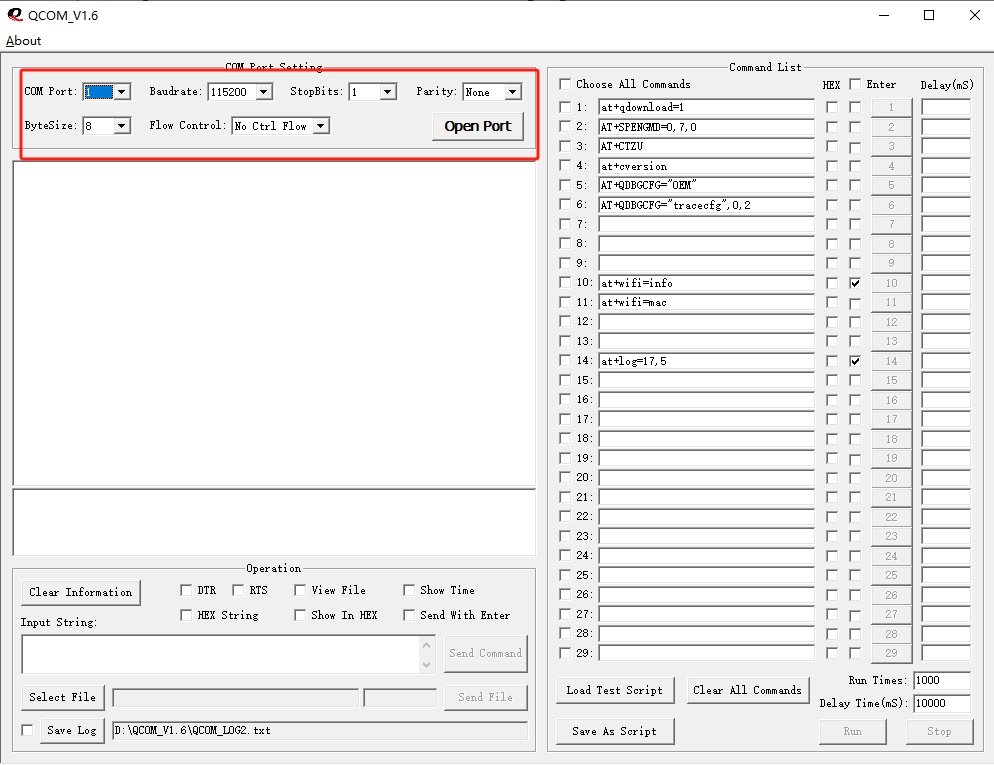 QCOM_V1.6
About
COM Port Setting
COM Port: 1 Baudrate: 115200 StopBits: 1 Parity: None
ByteSize: 8 Flow Control: No Ctrl Flow Open Port
Operation
Clear Information DTR RTS View File Show Time
HEX String Show In HEX Send With Enter
Input String:
Send Command
Select File Send File
Save Log D:\QCOM_V1.6\QCOM_LOG2.txt
Command List
Choose All Commands HEX Enter Delay(mS)
1: at+qdownload=1 1
2: AT+SPENGMD=0,7,0 2
3: AT+CTZU 3
4: at+cversion 4
5: AT+QDBGCFG="OEM" 5
6: AT+QDBGCFG="tracecfg",0,2 6
7: 7
8: 8
9: 9
10: at+wifi=info 10
11: at+wifi=mac 11
12: 12
13: 13
14: at+log=17,5 14
15: 15
16: 16
17: 17
18: 18
19: 19
20: 20
21: 21
22: 22
23: 23
24: 24
25: 25
26: 26
27: 27
28: 28
29: 29
Run Times: 1000
Load Test Script Clear All Commands
Delay Time(mS): 10000
Save As Script Run Stop